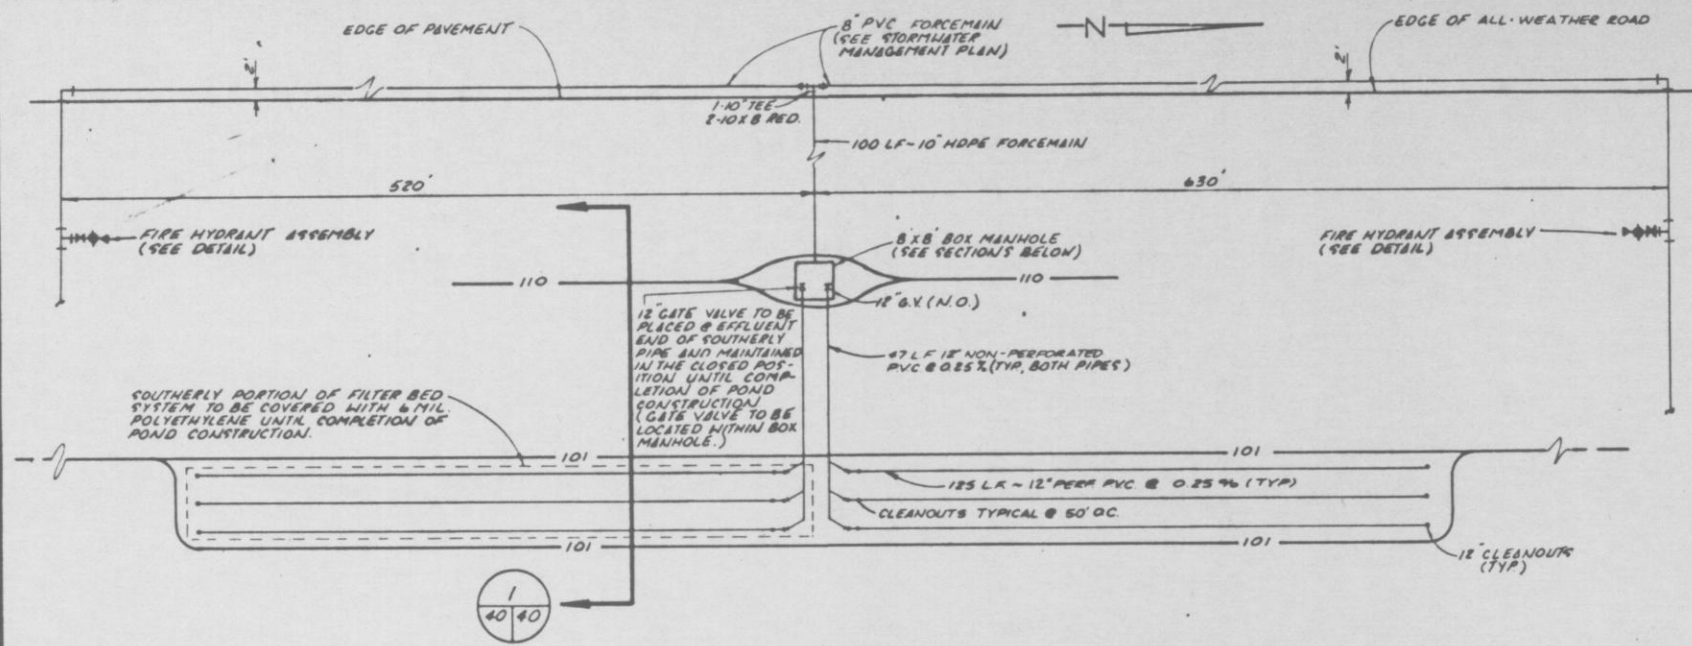 EDGE OF PAVEMENT
8" PVC FORCEMAIN
(SEE STORMWATER
MANAGEMENT PLAN)
N
EDGE OF ALL-WEATHER ROAD
2'
2'
1-10" TEE
2-10 X 8 RED.
100 LF-10" HDPE FORCEMAIN
520'
630'
FIRE HYDRANT ASSEMBLY
(SEE DETAIL)
8'X8' BOX MANHOLE
(SEE SECTIONS BELOW)
FIRE HYDRANT ASSEMBLY
(SEE DETAIL)
110
110
12" GATE VALVE TO BE
PLACED @ EFFLUENT
END OF SOUTHERLY
PIPE AND MAINTAINED
IN THE CLOSED POS-
ITION UNTIL COMP-
LETION OF POND
CONSTRUCTION
(GATE VALVE TO BE
LOCATED WITHIN BOX
MANHOLE.)
12" G.V. (N.O.)
47 LF 12" NON-PERFORATED
PVC @ 0.25% (TYP. BOTH PIPES)
SOUTHERLY PORTION OF FILTER BED
SYSTEM TO BE COVERED WITH 6 MIL.
POLYETHYLENE UNTIL COMPLETION OF
POND CONSTRUCTION.
101
101
125 LF ~ 12" PERF. PVC @ 0.25 % (TYP)
CLEANOUTS TYPICAL @ 50' O.C.
101
101
12" CLEANOUTS
(TYP.)
1
40 40